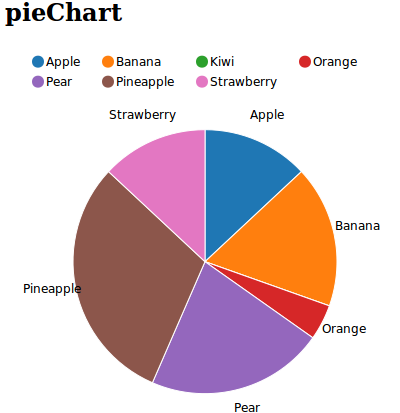 pieChart
Apple Banana Kiwi Orange
Pear Pineapple Strawberry
Strawberry Apple
Banana
Pineapple
Orange
Pear